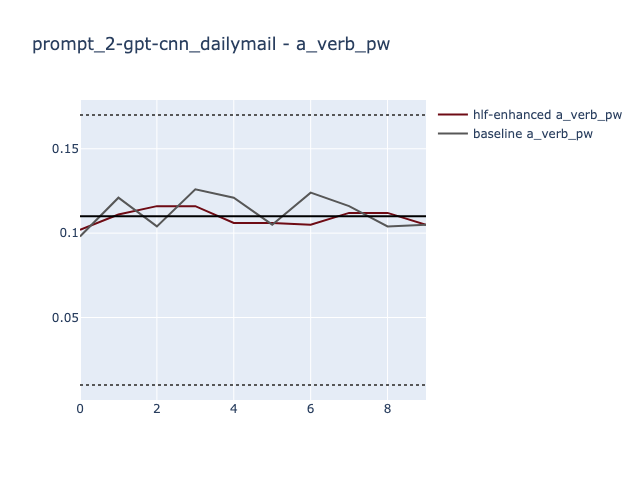 prompt_2-gpt-cnn_dailymail - a_verb_pw
hlf-enhanced a_verb_pw
baseline a_verb_pw
0.15
0.1
0.05
0 2 4 6 8